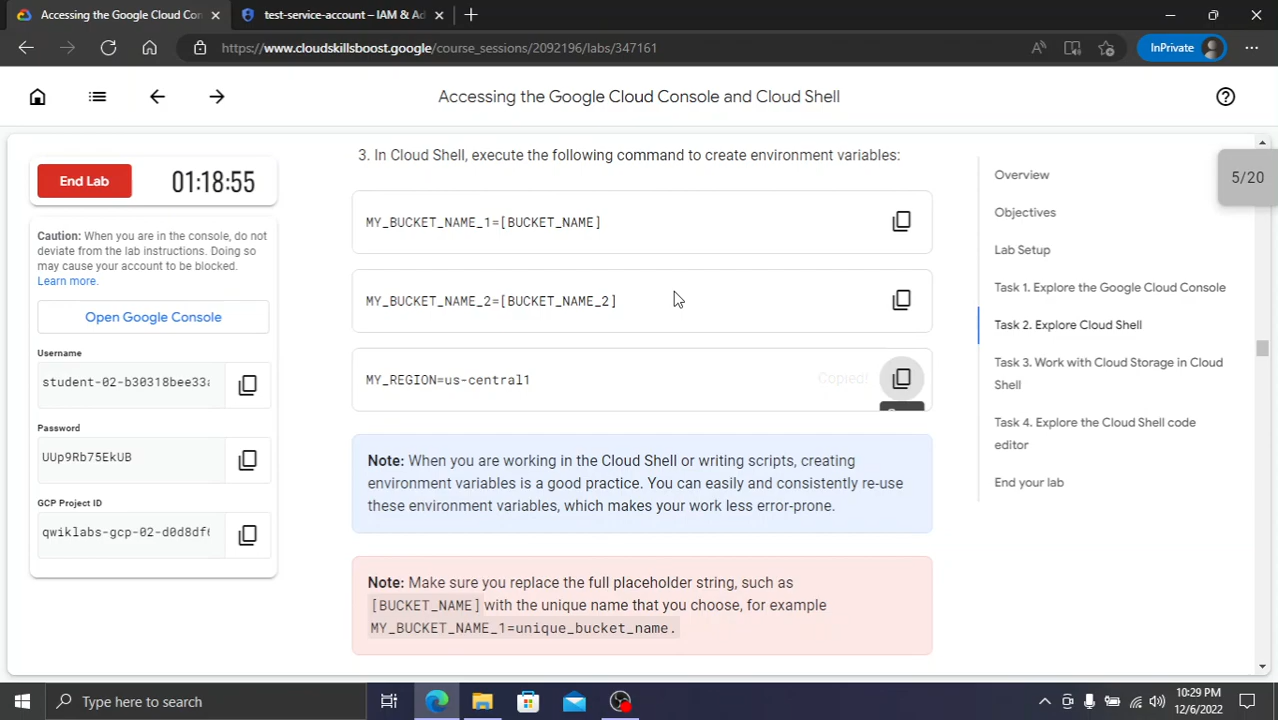 Accessing the Google Cloud Con
test-service-account – IAM & Ad
https://www.cloudskillsboost.google/course_sessions/2092196/labs/347161
InPrivate
Accessing the Google Cloud Console and Cloud Shell
End Lab
01:18:55
Caution: When you are in the console, do not
deviate from the lab instructions. Doing so
may cause your account to be blocked.
Learn more.
Open Google Console
Username
student-02-b30318bee33
Password
UUp9Rb75EkUB
GCP Project ID
qwiklabs-gcp-02-d0d8df
3. In Cloud Shell, execute the following command to create environment variables:
MY_BUCKET_NAME_1=[BUCKET_NAME]
MY_BUCKET_NAME_2=[BUCKET_NAME_2]
MY_REGION=us-central1
Copied!
Note: When you are working in the Cloud Shell or writing scripts, creating
environment variables is a good practice. You can easily and consistently re-use
these environment variables, which makes your work less error-prone.
Note: Make sure you replace the full placeholder string, such as
[BUCKET_NAME] with the unique name that you choose, for example
MY_BUCKET_NAME_1=unique_bucket_name.
Overview
Objectives
Lab Setup
Task 1. Explore the Google Cloud Console
Task 2. Explore Cloud Shell
Task 3. Work with Cloud Storage in Cloud
Shell
Task 4. Explore the Cloud Shell code
editor
End your lab
5/20
Type here to search
10:29 PM
12/6/2022